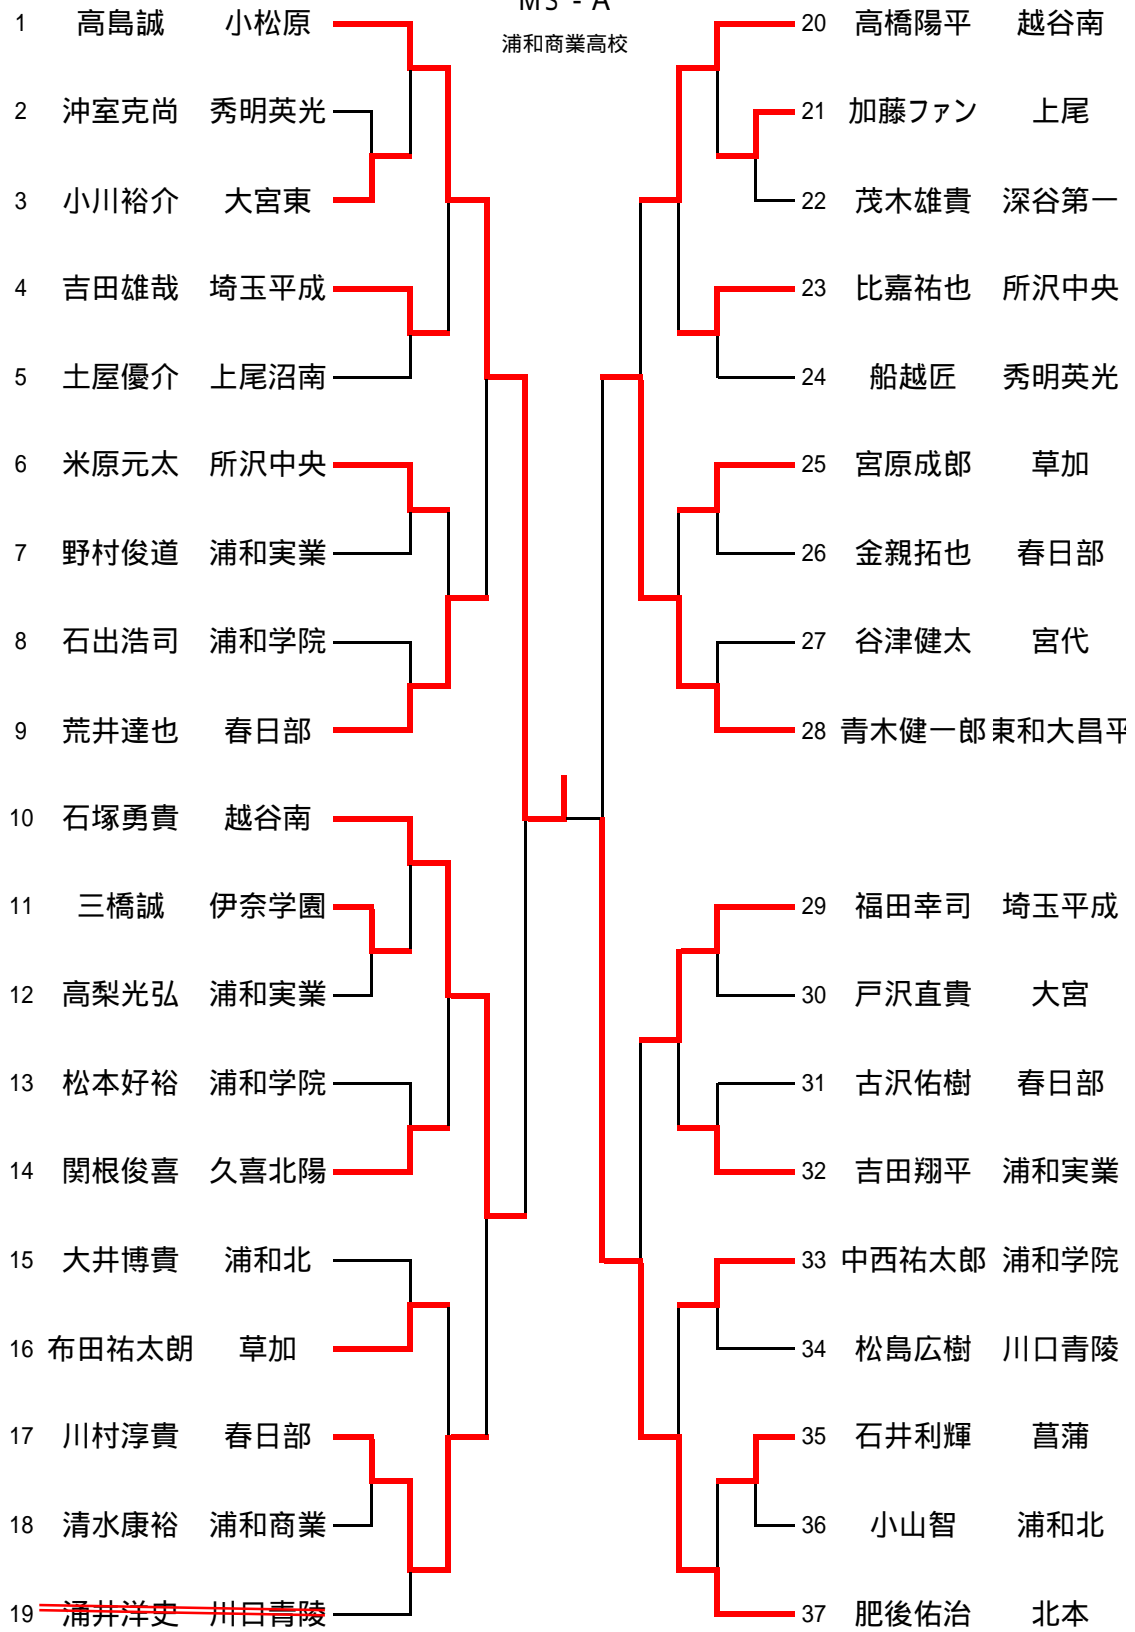 MS - A
浦和商業高校
1 高島誠 小松原
2 沖室克尚 秀明英光
3 小川裕介 大宮東
4 吉田雄哉 埼玉平成
5 土屋優介 上尾沼南
6 米原元太 所沢中央
7 野村俊道 浦和実業
8 石出浩司 浦和学院
9 荒井達也 春日部
10 石塚勇貴 越谷南
11 三橋誠 伊奈学園
12 高梨光弘 浦和実業
13 松本好裕 浦和学院
14 関根俊喜 久喜北陽
15 大井博貴 浦和北
16 布田祐太朗 草加
17 川村淳貴 春日部
18 清水康裕 浦和商業
19 涌井洋史 川口青陵
20 高橋陽平 越谷南
21 加藤ファン 上尾
22 茂木雄貴 深谷第一
23 比嘉祐也 所沢中央
24 船越匠 秀明英光
25 宮原成郎 草加
26 金親拓也 春日部
27 谷津健太 宮代
28 青木健一郎 東和大昌平
29 福田幸司 埼玉平成
30 戸沢直貴 大宮
31 古沢佑樹 春日部
32 吉田翔平 浦和実業
33 中西祐太郎 浦和学院
34 松島広樹 川口青陵
35 石井利輝 菖蒲
36 小山智 浦和北
37 肥後佑治 北本